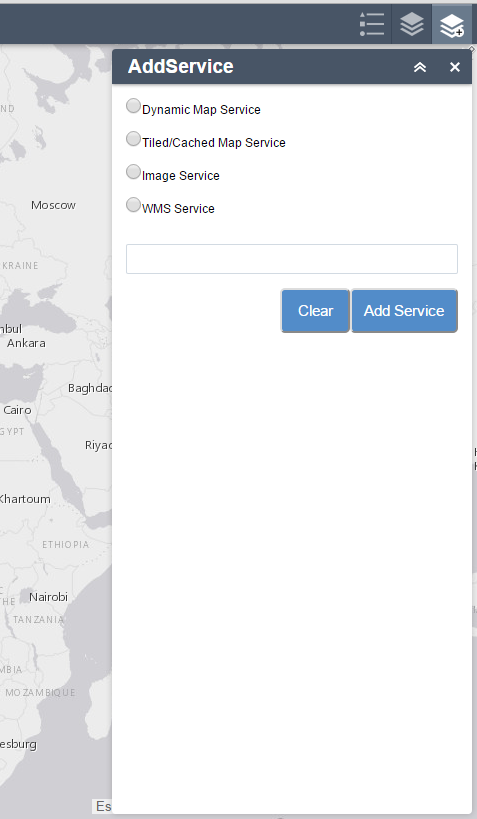 AddService
Dynamic Map Service
Tiled/Cached Map Service
Image Service
WMS Service
Clear
Add Service
ND
Moscow
KRAINE
nbul
Ankara
Baghdad
Cairo
GYPT
Riyad
Khartoum
ETHIOPIA
THE
Nairobi
TANZANIA
MBIA
MOZAMBIQUE
esburg
Es